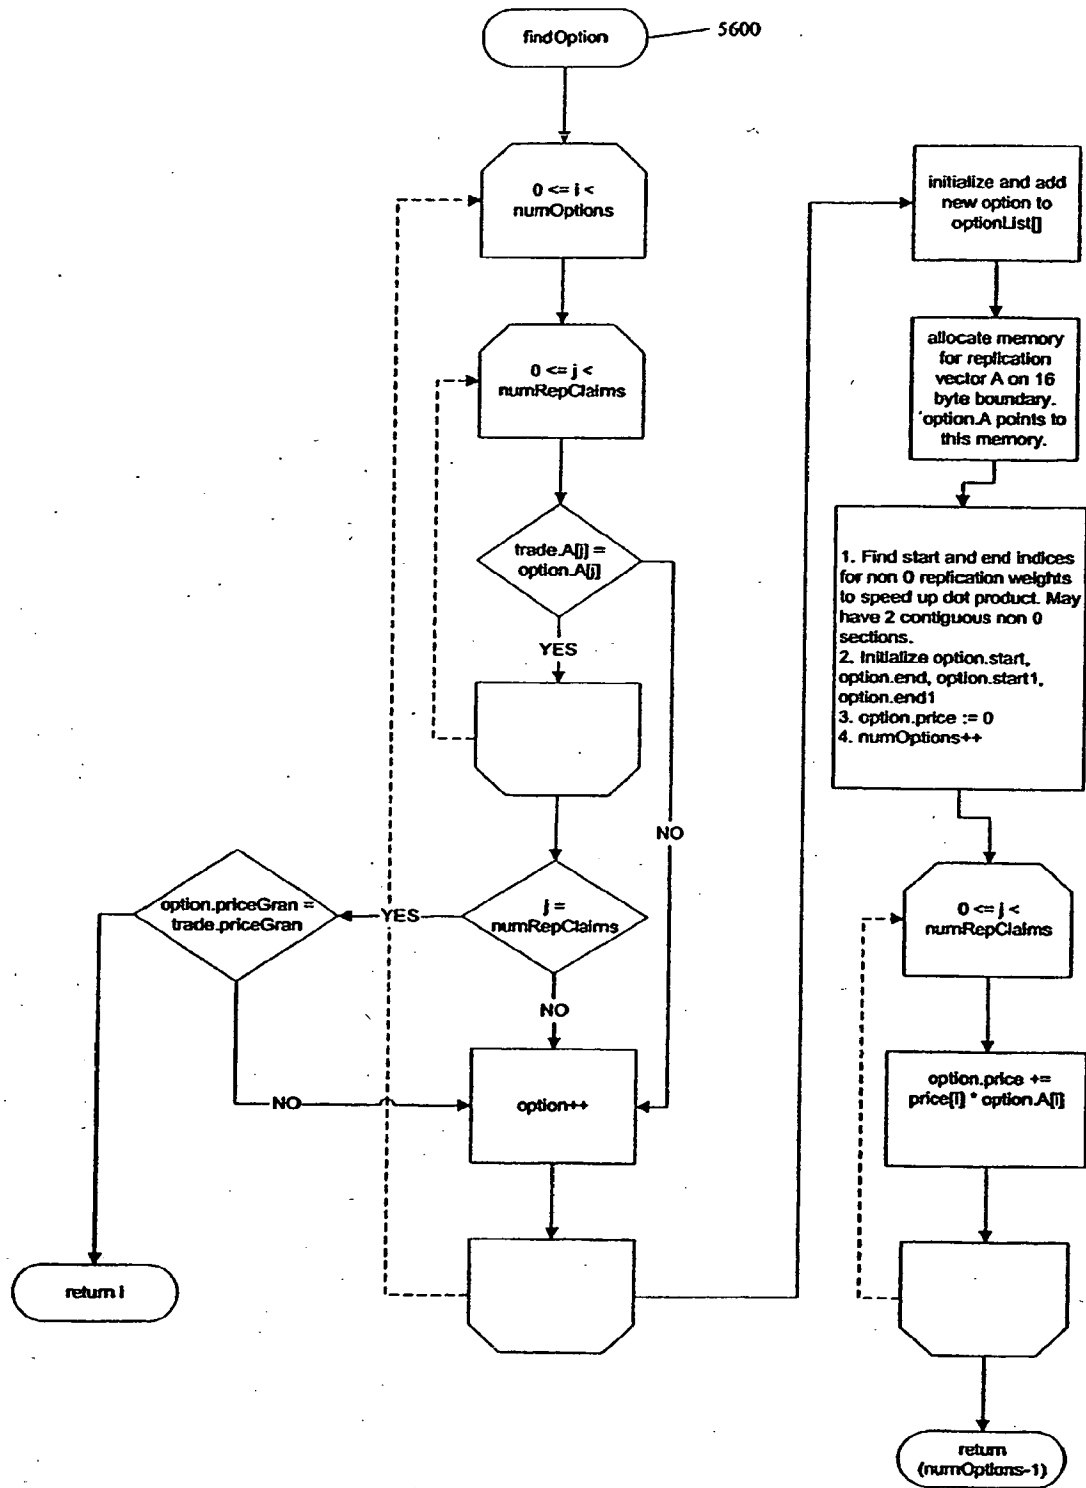 findOption
5600
0 <= i <
numOptions
0 <= j <
numRepClaims
trade.A[j] =
option.A[j]
YES
NO
j =
numRepClaims
YES
option.priceGran =
trade.priceGran
NO
NO
option++
return i
initialize and add
new option to
optionList[]
allocate memory
for replication
vector A on 16
byte boundary.
option.A points to
this memory.
1. Find start and end indices
for non 0 replication weights
to speed up dot product. May
have 2 contiguous non 0
sections.
2. Initialize option.start,
option.end, option.start1,
option.end1
3. option.price := 0
4. numOptions++
0 <= j <
numRepClaims
option.price +=
price[i] * option.A[i]
return
(numOptions-1)